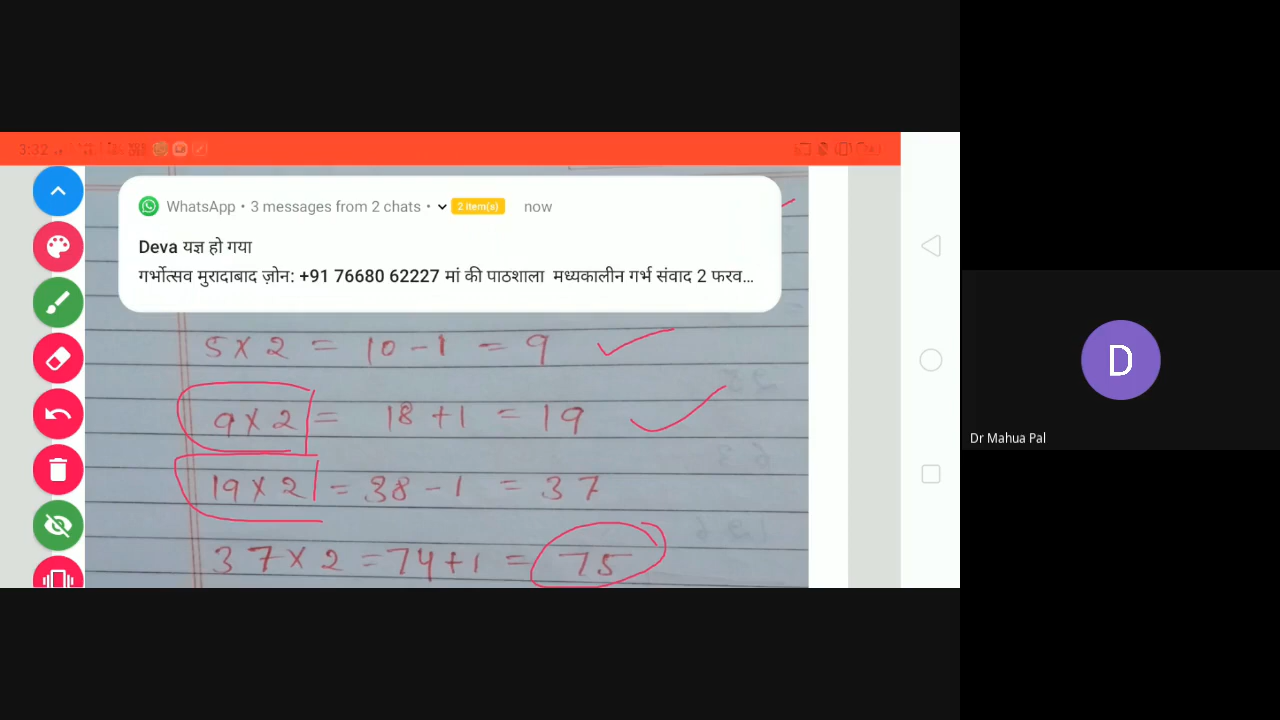 3:32
WhatsApp • 3 messages from 2 chats • 2 item(s) now
Deva यज्ञ हो गया
गर्भोत्सव मुरादाबाद ज़ोन: +91 76680 62227 मां की पाठशाला मध्यकालीन गर्भ संवाद 2 फरव...
5 x 2 = 10 - 1 = 9
9 x 2 = 18 + 1 = 19
19 x 2 = 38 - 1 = 37
37 x 2 = 74 + 1 = 75
D
Dr Mahua Pal